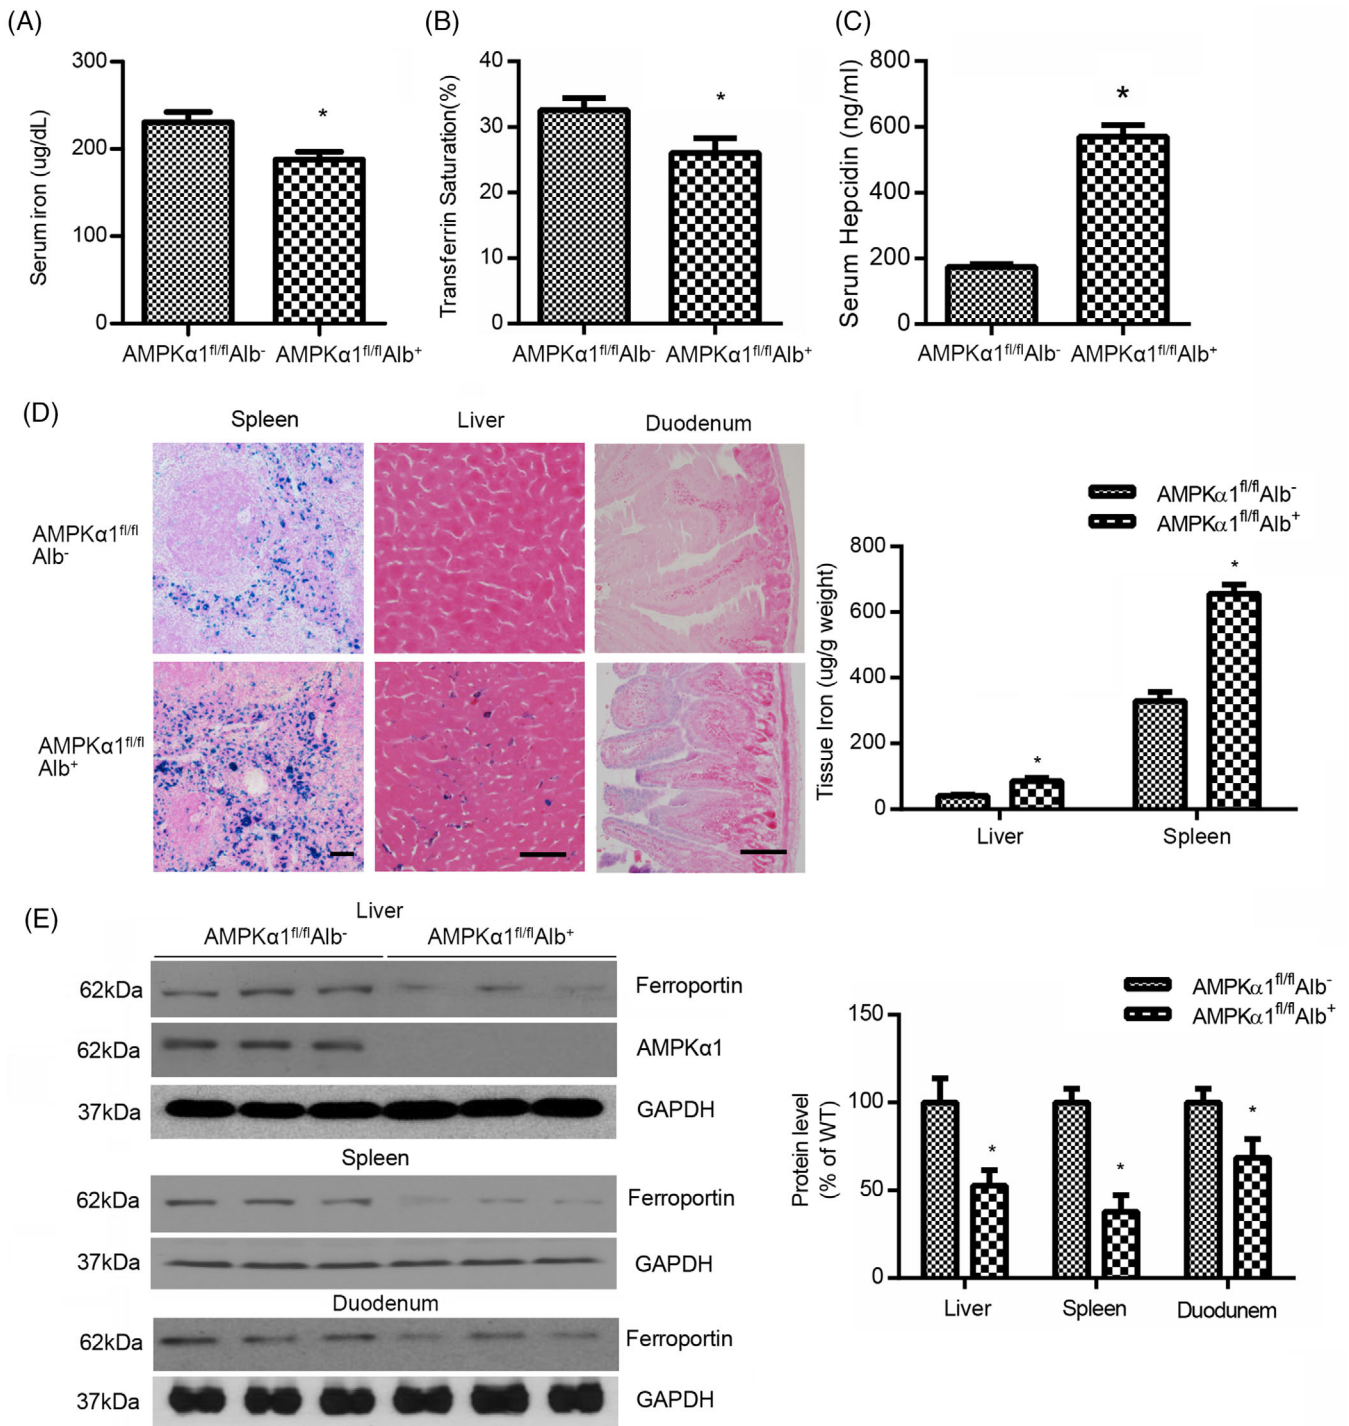 (A)
300
200
100
0
Serum iron (ug/dL)
*
AMPKα1fl/flAlb-
AMPKα1fl/flAlb+
(B)
40
30
20
10
0
Transferrin Saturation(%)
*
AMPKα1fl/flAlb-
AMPKα1fl/flAlb+
(C)
800
600
400
200
0
Serum Hepcidin (ng/ml)
*
AMPKα1fl/flAlb-
AMPKα1fl/flAlb+
(D)
Spleen
Liver
Duodenum
AMPKα1fl/fl
Alb-
AMPKα1fl/fl
Alb+
AMPKα1fl/flAlb-
AMPKα1fl/flAlb+
800
600
400
200
0
Tissue Iron (ug/g weight)
*
*
Liver
Spleen
(E)
Liver
AMPKα1fl/flAlb-
AMPKα1fl/flAlb+
62kDa
Ferroportin
62kDa
AMPKα1
37kDa
GAPDH
Spleen
62kDa
Ferroportin
37kDa
GAPDH
Duodenum
62kDa
Ferroportin
37kDa
GAPDH
AMPKα1fl/flAlb-
AMPKα1fl/flAlb+
150
100
50
0
Protein level
(% of WT)
*
*
*
Liver
Spleen
Duodunem